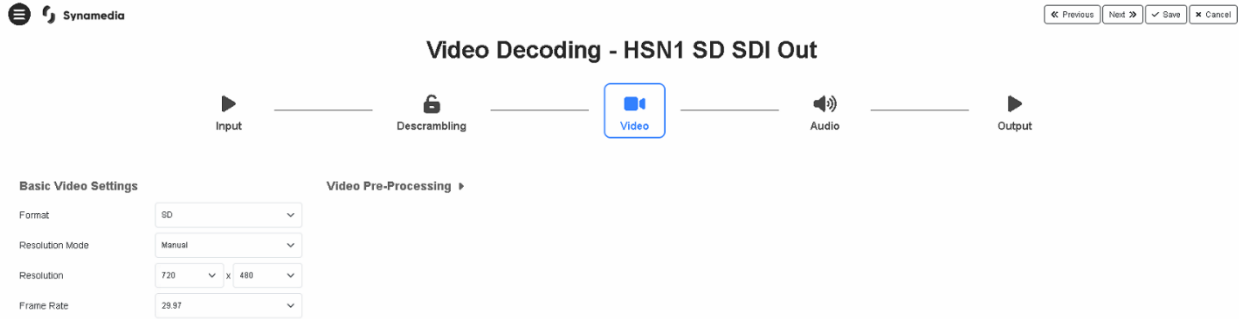 Synamedia
Previous Next Save Cancel
Video Decoding - HSN1 SD SDI Out
Input Descrambling Video Audio Output
Basic Video Settings Video Pre-Processing
Format SD
Resolution Mode Manual
Resolution 720 x 480
Frame Rate 29.97